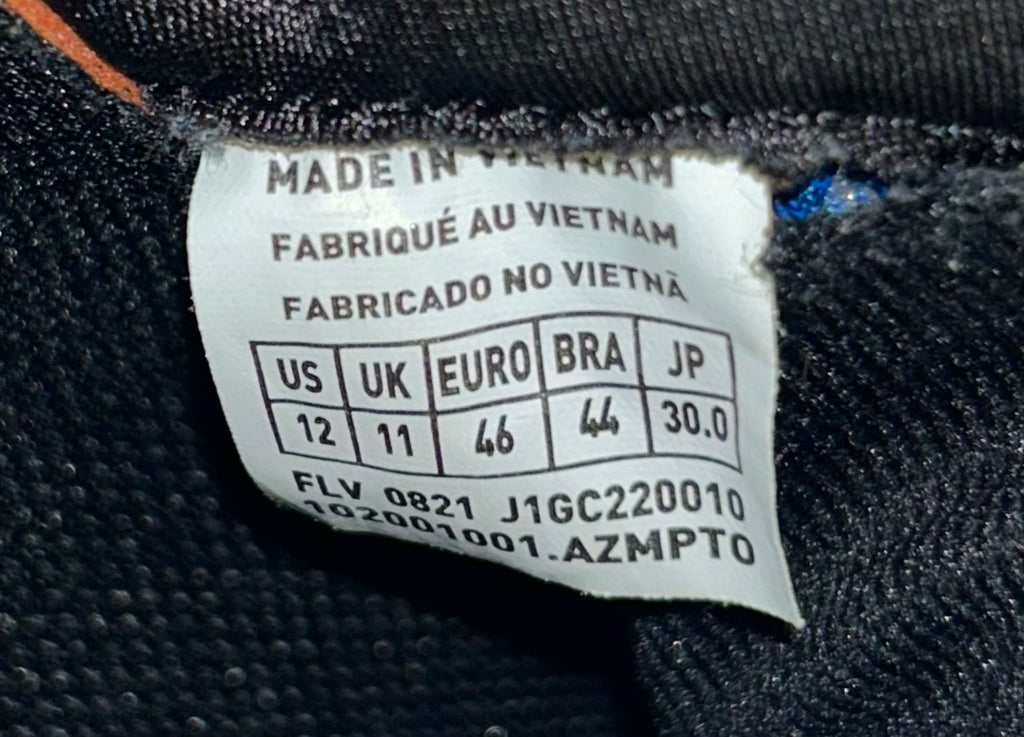 MADE IN VIETNAM
FABRIQUÉ AU VIETNAM
FABRICADO NO VIETNÃ
US UK EURO BRA JP
12 11 46 44 30.0
FLV 0821 J1GC220010
102001001.AZMPTO